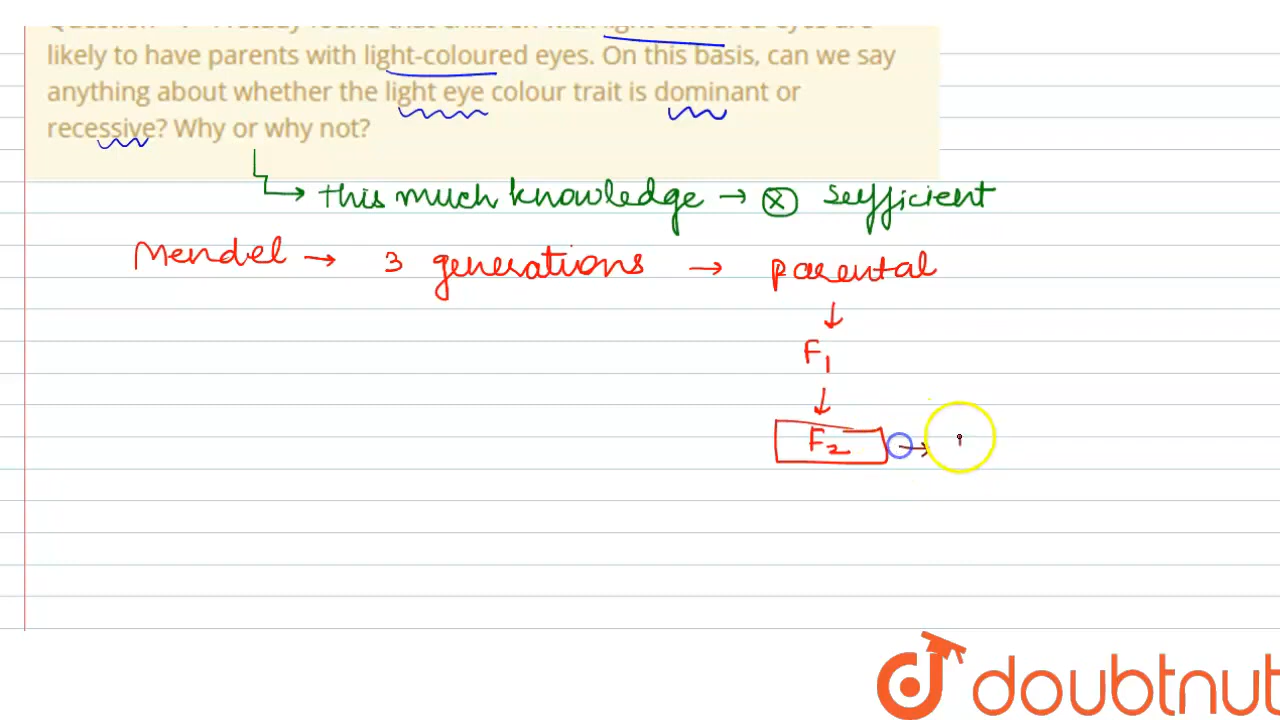 likely to have parents with light-coloured eyes. On this basis, can we say
anything about whether the light eye colour trait is dominant or
recessive? Why or why not?
This much knowledge → ⓧ sefficient
Mendel → 3 generations → parental
↓
F1
↓
F2 →
doubtnut